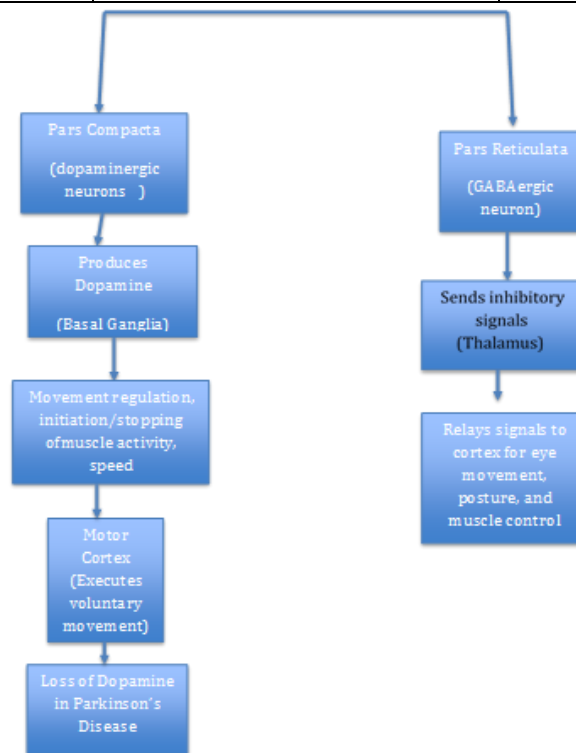 Pars Compacta
(dopaminergic
neurons )
Produces
Dopamine
(Basal Ganglia)
Movement regulation,
initiation/stopping
of muscle activity,
speed
Motor
Cortex
(Executes
voluntary
movement)
Loss of Dopamine
in Parkinson's
Disease
Pars Reticulata
(GABAergic
neuron)
Sends inhibitory
signals
(Thalamus)
Relays signals to
cortex for eye
movement,
posture, and
muscle control